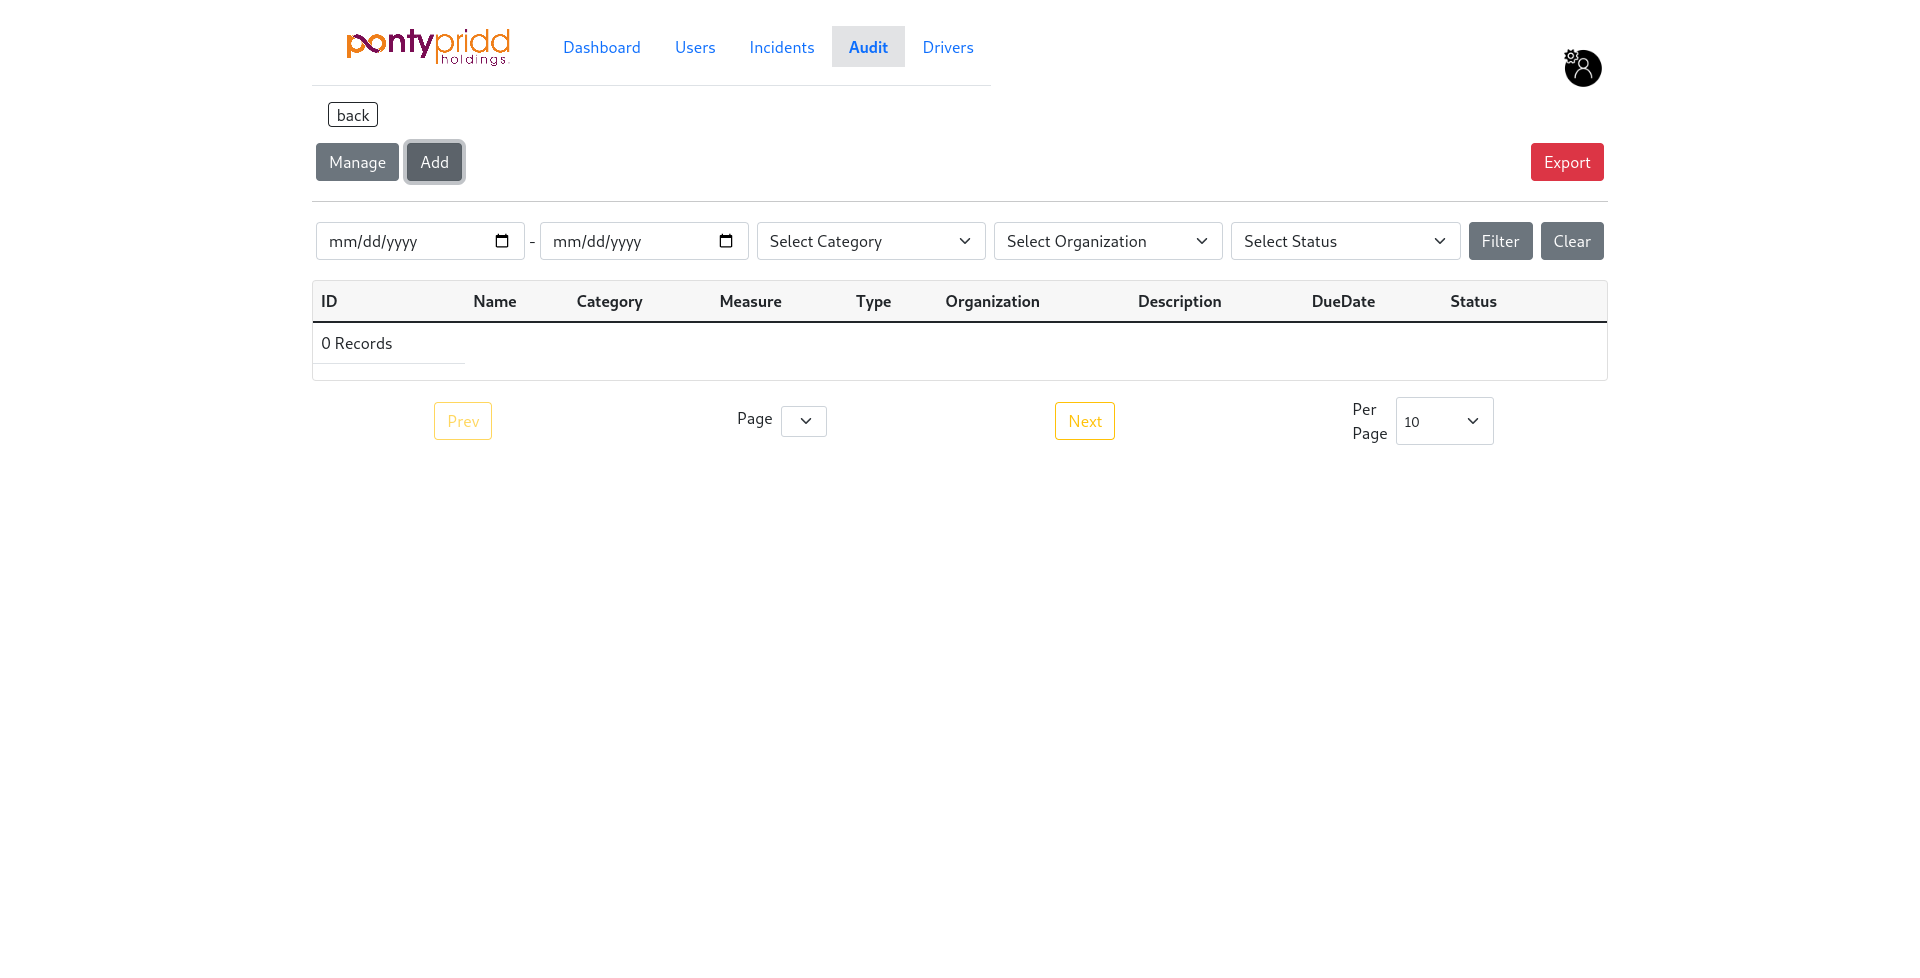 pontypridd
holdings
Dashboard Users Incidents Audit Drivers
back
Manage Add Export
mm/dd/yyyy - mm/dd/yyyy Select Category Select Organization Select Status Filter Clear
ID Name Category Measure Type Organization Description DueDate Status
0 Records
Prev Page Next Per Page 10